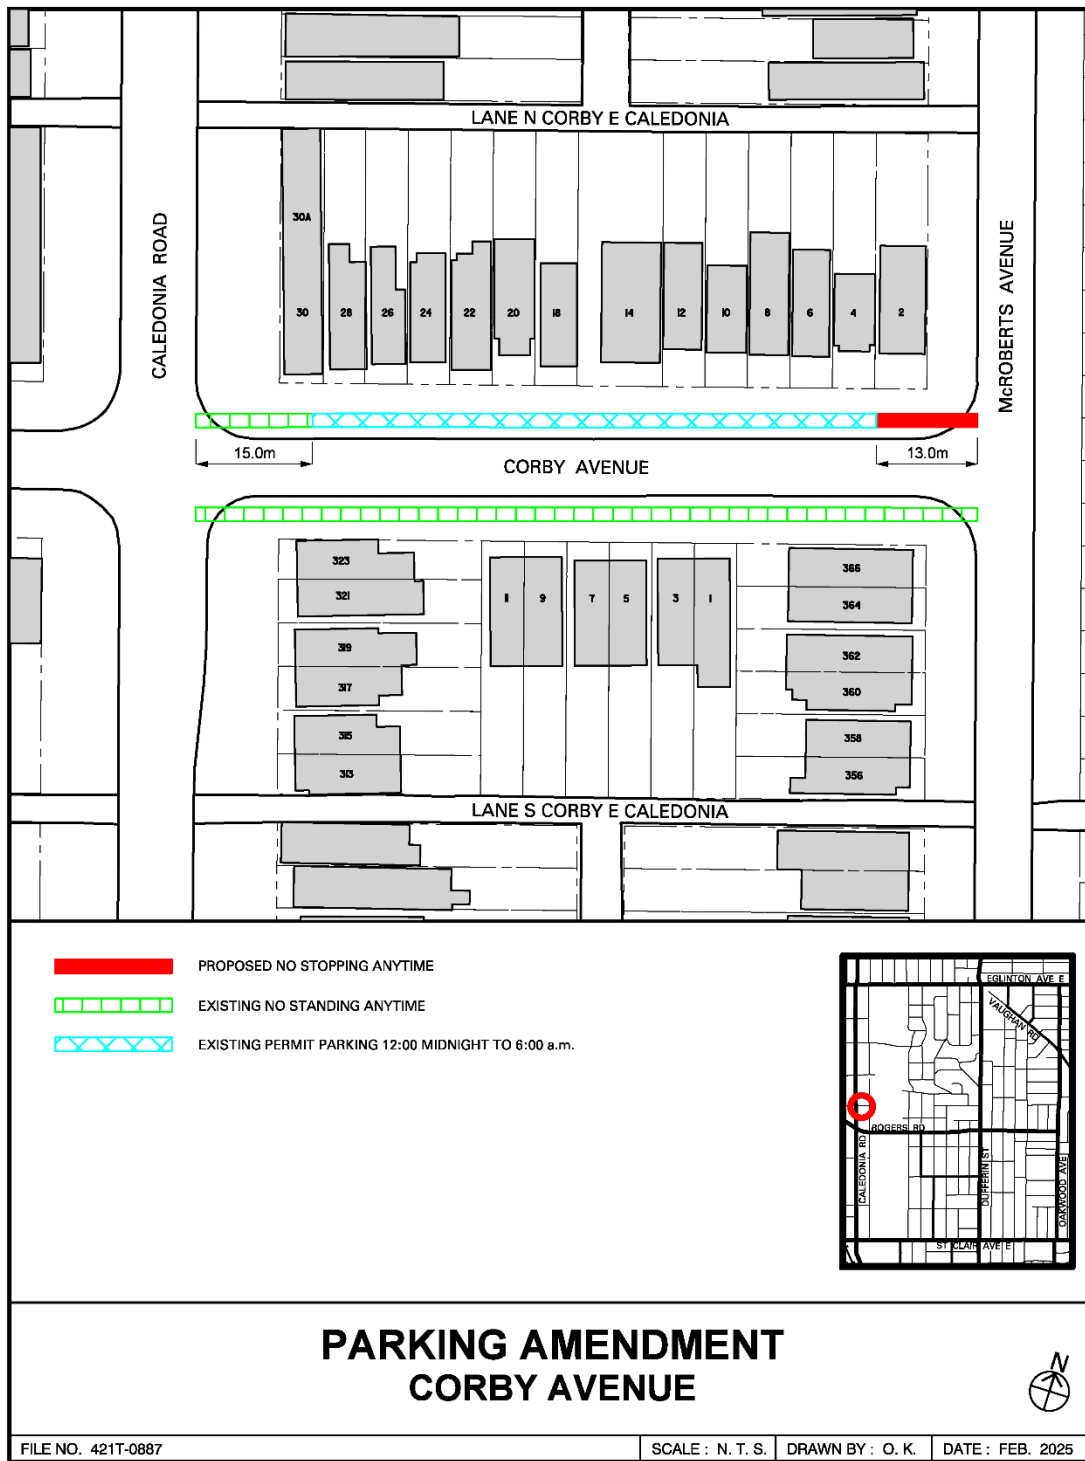 LANE N CORBY E CALEDONIA
CALEDONIA ROAD
McROBERTS AVENUE
30A
30
28
26
24
22
20
18
14
12
10
8
6
4
2
15.0m
CORBY AVENUE
13.0m
323
321
319
317
315
313
11
9
7
5
3
1
366
364
362
360
358
356
LANE S CORBY E CALEDONIA
PROPOSED NO STOPPING ANYTIME
EXISTING NO STANDING ANYTIME
EXISTING PERMIT PARKING 12:00 MIDNIGHT TO 6:00 a.m.
EGLINTON AVE E
VAUGHAN RD
ROGERS RD
CALEDONIA RD
DUFFERIN ST
OAKWOOD AVE
ST CLAIR AVE E
PARKING AMENDMENT
CORBY AVENUE
N
FILE NO. 421T-0887
SCALE : N. T. S.
DRAWN BY : O. K.
DATE : FEB. 2025